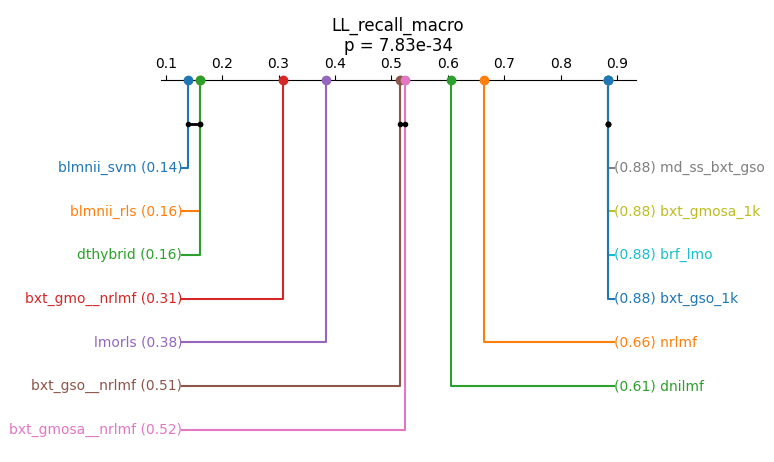 LL_recall_macro
p = 7.83e-34
0.1 0.2 0.3 0.4 0.5 0.6 0.7 0.8 0.9
blmnii_svm (0.14)
(0.88) md_ss_bxt_gso
blmnii_rls (0.16)
(0.88) bxt_gmosa_1k
dthybrid (0.16)
(0.88) brf_lmo
bxt_gmo__nrlmf (0.31)
(0.88) bxt_gso_1k
lmorls (0.38)
(0.66) nrlmf
bxt_gso__nrlmf (0.51)
(0.61) dnilmf
bxt_gmosa__nrlmf (0.52)